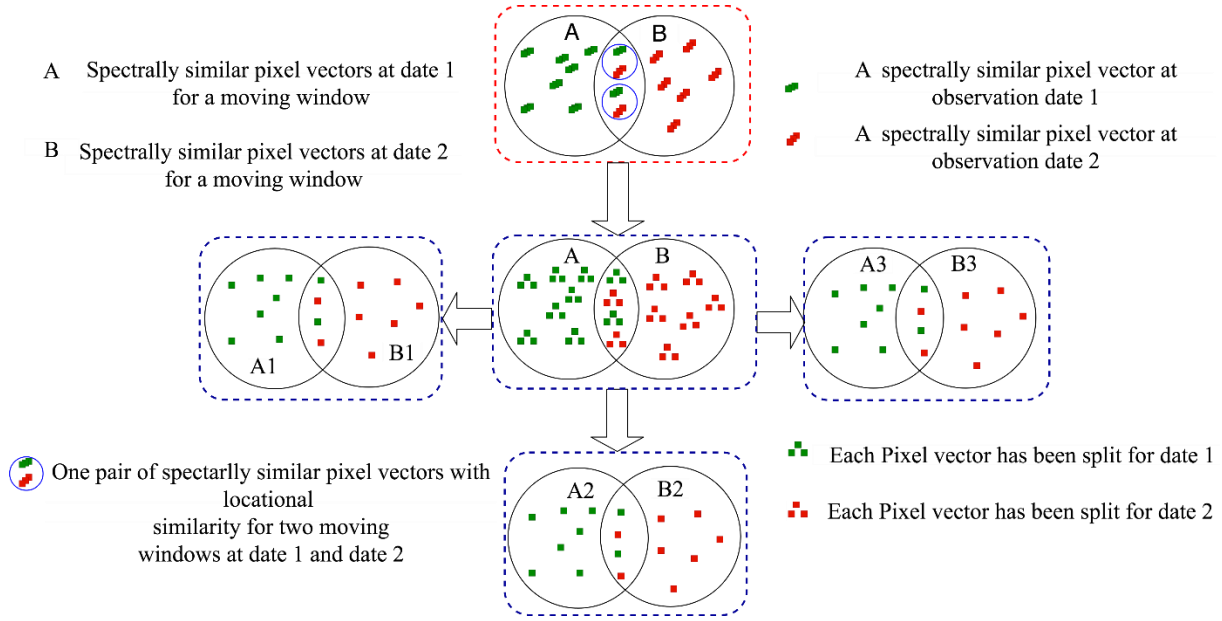 A B
A Spectrally similar pixel vectors at date 1
for a moving window
B Spectrally similar pixel vectors at date 2
for a moving window
A spectrally similar pixel vector at
observation date 1
A spectrally similar pixel vector at
observation date 2
A B
A1 B1
A3 B3
One pair of spectarlly similar pixel vectors with
locational
similarity for two moving
windows at date 1 and date 2
A2 B2
Each Pixel vector has been split for date 1
Each Pixel vector has been split for date 2